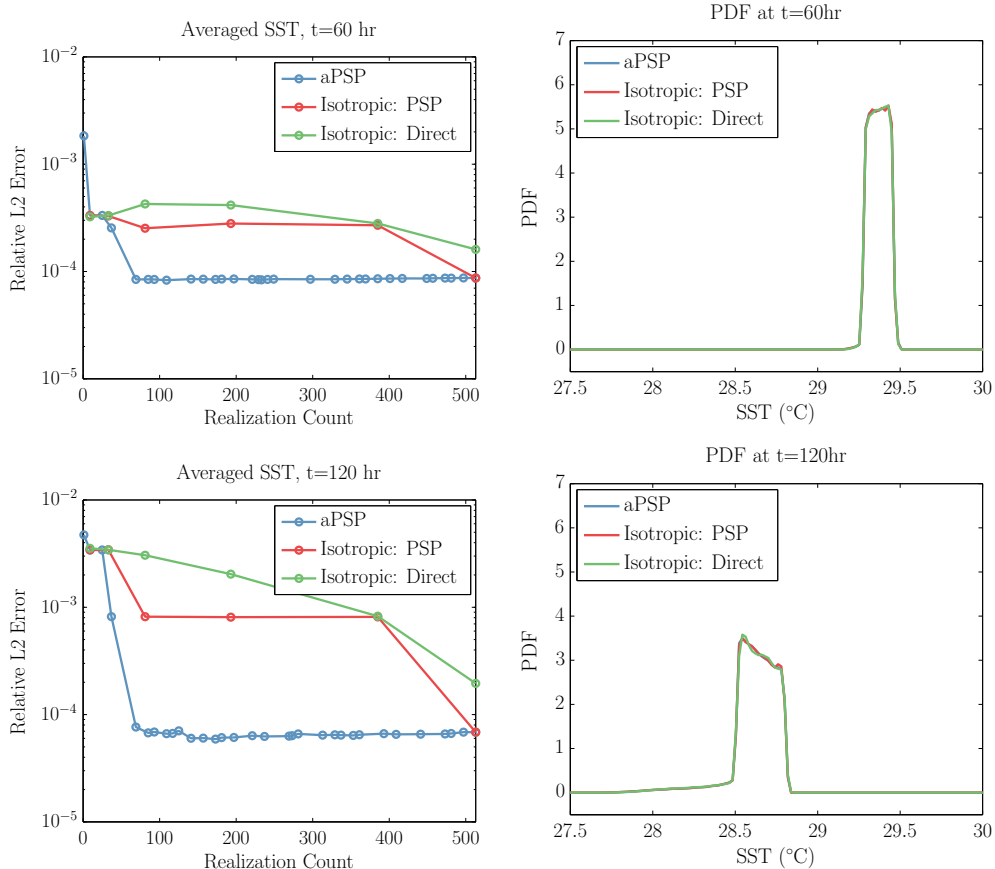 Averaged SST, t=60 hr
10⁻²
10⁻³
10⁻⁴
10⁻⁵
Relative L2 Error
aPSP
Isotropic: PSP
Isotropic: Direct
0 100 200 300 400 500
Realization Count
PDF at t=60hr
7
6
5
4
3
2
1
0
PDF
aPSP
Isotropic: PSP
Isotropic: Direct
27.5 28 28.5 29 29.5 30
SST (°C)
Averaged SST, t=120 hr
10⁻²
10⁻³
10⁻⁴
10⁻⁵
Relative L2 Error
aPSP
Isotropic: PSP
Isotropic: Direct
0 100 200 300 400 500
Realization Count
PDF at t=120hr
7
6
5
4
3
2
1
0
PDF
aPSP
Isotropic: PSP
Isotropic: Direct
27.5 28 28.5 29 29.5 30
SST (°C)